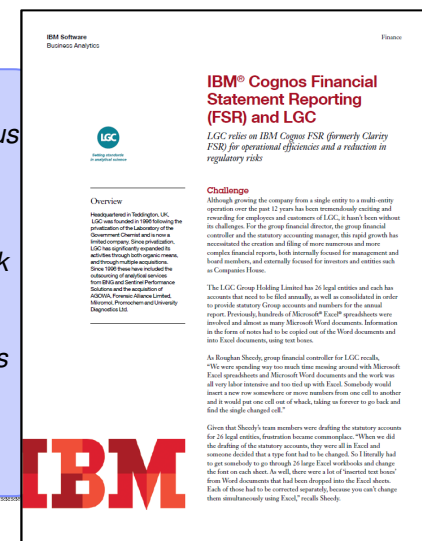 IBM Software
Business Analytics
Finance
us
k
s
LGC
Setting standards
in analytical science
IBM® Cognos Financial
Statement Reporting
(FSR) and LGC
LGC relies on IBM Cognos FSR (formerly Clarity
FSR) for operational efficiencies and a reduction in
regulatory risks
Overview
Headquartered in Teddington, UK,
LGC was founded in 1996 following the
privatization of the Laboratory of the
Government Chemist and is now a
limited company. Since privatization,
LGC has significantly expanded its
activities through both organic means,
and through multiple acquisitions.
Since 1996 these have included the
outsourcing of analytical services
from BNG and Sentinel Performance
Solutions and the acquisition of
AGOWA, Forensic Alliance Limited,
Mikromol, Promochem and University
Diagnostics Ltd.
Challenge
Although growing the company from a single entity to a multi-entity
operation over the past 12 years has been tremendously exciting and
rewarding for employees and customers of LGC, it hasn't been without
its challenges. For the group financial director, the group financial
controller and the statutory accounting manager, this rapid growth has
necessitated the creation and filing of more numerous and more
complex financial reports, both internally focused for management and
board members, and externally focused for investors and entities such
as Companies House.
The LGC Group Holding Limited has 26 legal entities and each has
accounts that need to be filed annually, as well as consolidated in order
to provide statutory Group accounts and numbers for the annual
report. Previously, hundreds of Microsoft® Excel® spreadsheets were
involved and almost as many Microsoft Word documents. Information
in the form of notes had to be copied out of the Word documents and
into Excel documents, using text boxes.
As Roughan Sheedy, group financial controller for LGC recalls,
"We were spending way too much time messing around with Microsoft
Excel spreadsheets and Microsoft Word documents and the work was
all very labor intensive and too tied up with Excel. Somebody would
insert a new row somewhere or move numbers from one cell to another
and it would put one cell out of whack, taking us forever to go back and
find the single changed cell."
Given that Sheedy's team members were drafting the statutory accounts
for 26 legal entities, frustration became commonplace. "When we did
the drafting of the statutory accounts, they were all in Excel and
someone decided that a type font had to be changed. So I literally had
to get somebody to go through 26 large Excel workbooks and change
the font on each sheet. As well, there were a lot of 'inserted text boxes'
from Word documents that had been dropped into the Excel sheets.
Each of those had to be corrected separately, because you can't change
them simultaneously using Excel," recalls Sheedy.
IBM